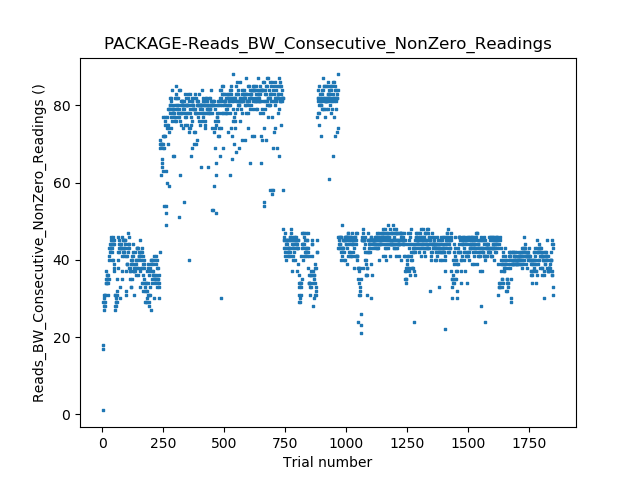 PACKAGE-Reads_BW_Consecutive_NonZero_Readings
Reads_BW_Consecutive_NonZero_Readings ()
80
60
40
20
0
0 250 500 750 1000 1250 1500 1750
Trial number